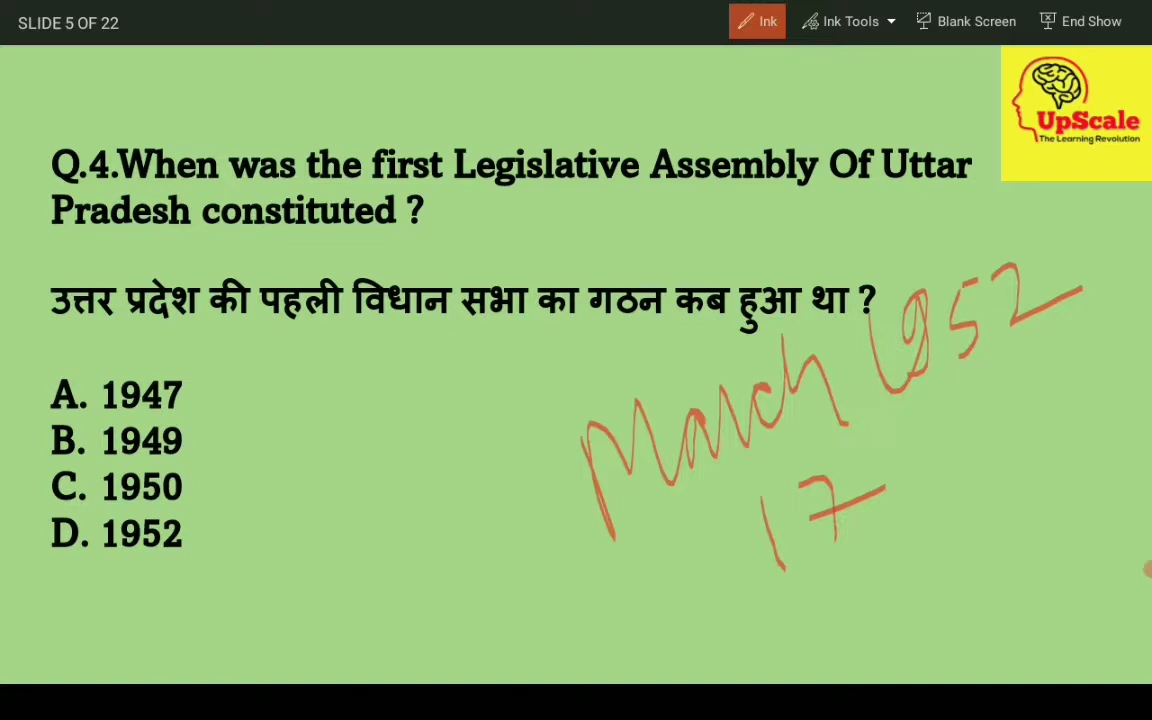 SLIDE 5 OF 22
Ink Ink Tools Blank Screen End Show
UpScale
The Learning Revolution
Q.4.When was the first Legislative Assembly Of Uttar
Pradesh constituted ?
उत्तर प्रदेश की पहली विधान सभा का गठन कब हुआ था ?
A. 1947
B. 1949
C. 1950
D. 1952
March 1952
17